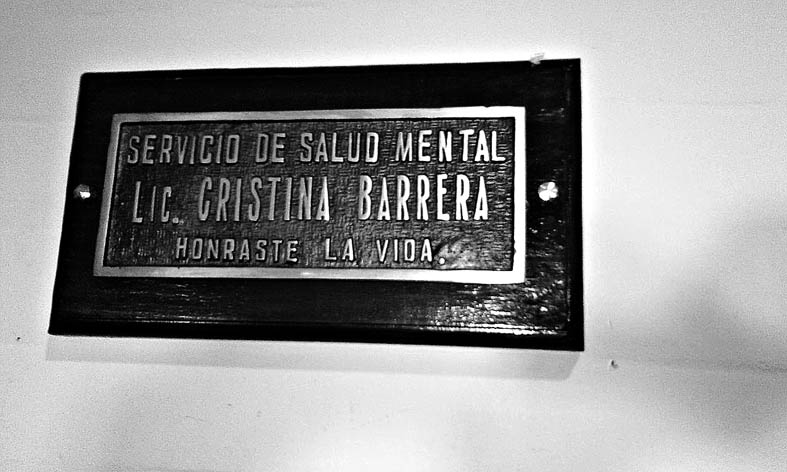 SERVICIO DE SALUD MENTAL
LIC. CRISTINA BARRERA
HONRASTE LA VIDA.